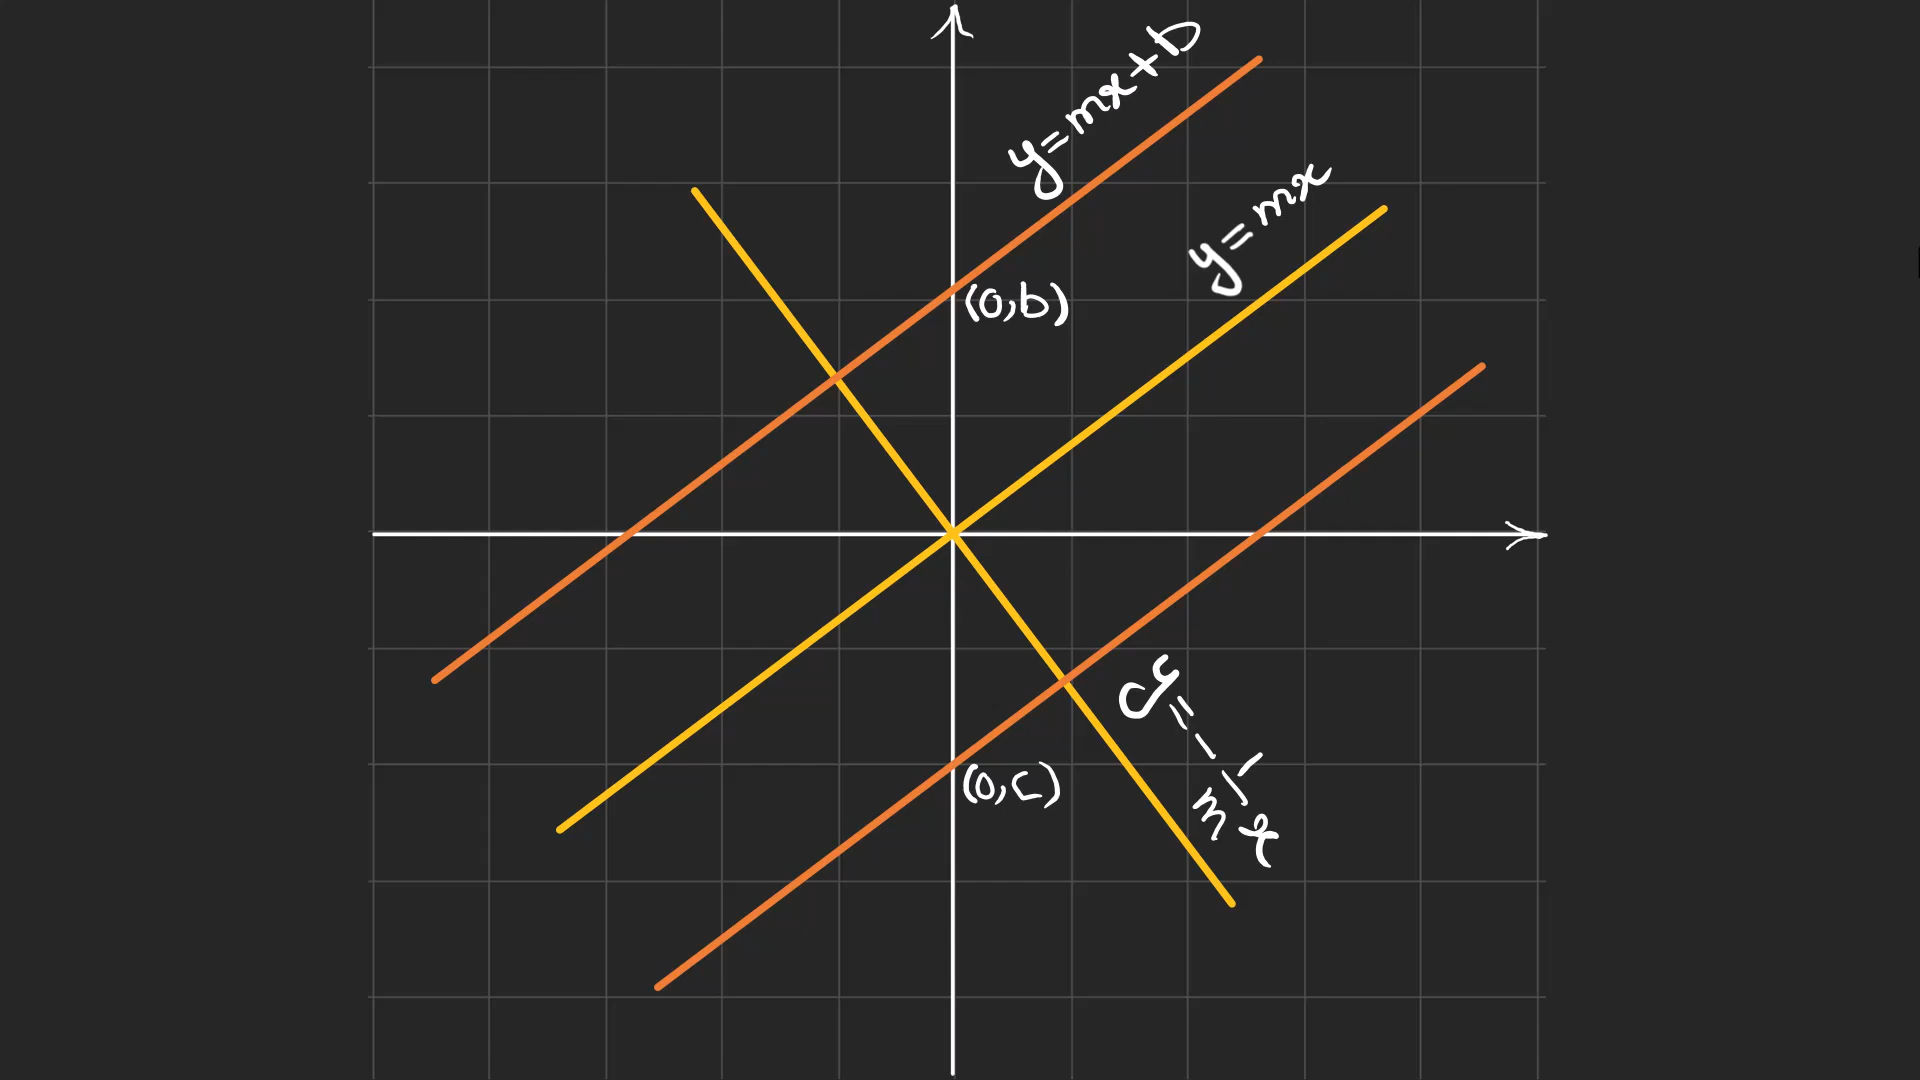 y=mx+b
y=mx
(0,b)
y=-1/m x
(0,c)